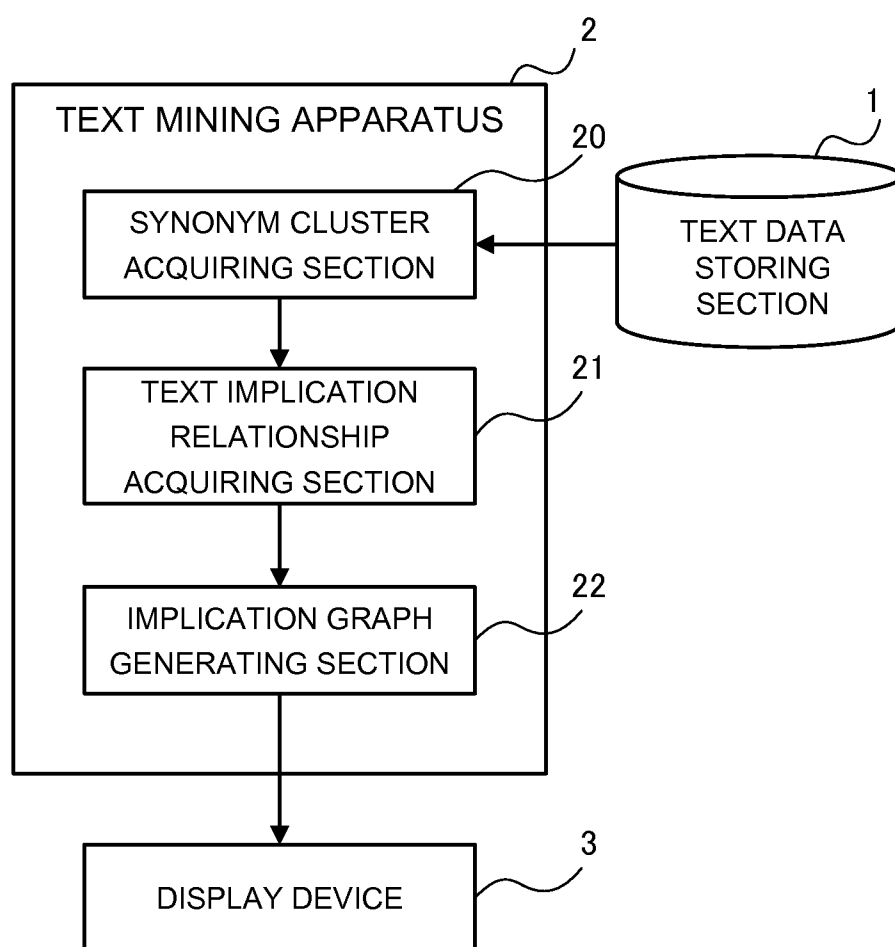 2
TEXT MINING APPARATUS
1
20
SYNONYM CLUSTER
ACQUIRING SECTION
TEXT DATA
STORING
SECTION
21
TEXT IMPLICATION
RELATIONSHIP
ACQUIRING SECTION
22
IMPLICATION GRAPH
GENERATING SECTION
3
DISPLAY DEVICE